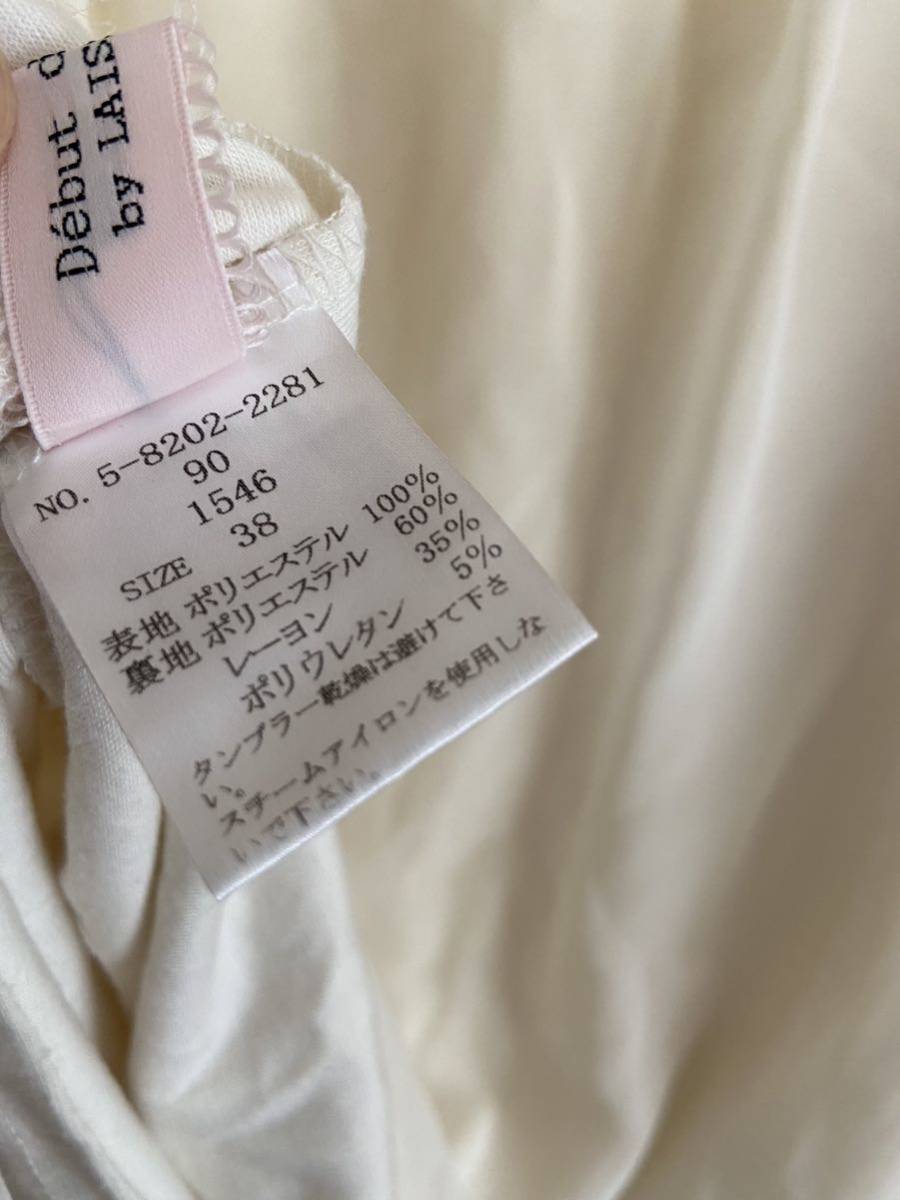 Début d
by LAIS
NO. 5-8202-2281
90
1546
SIZE 38
表地 ポリエステル 100%
裏地 ポリエステル 60%
レーヨン 35%
ポリウレタン 5%
タンブラー乾燥は避けて下さ
い。
スチームアイロンを使用しな
いで下さい。